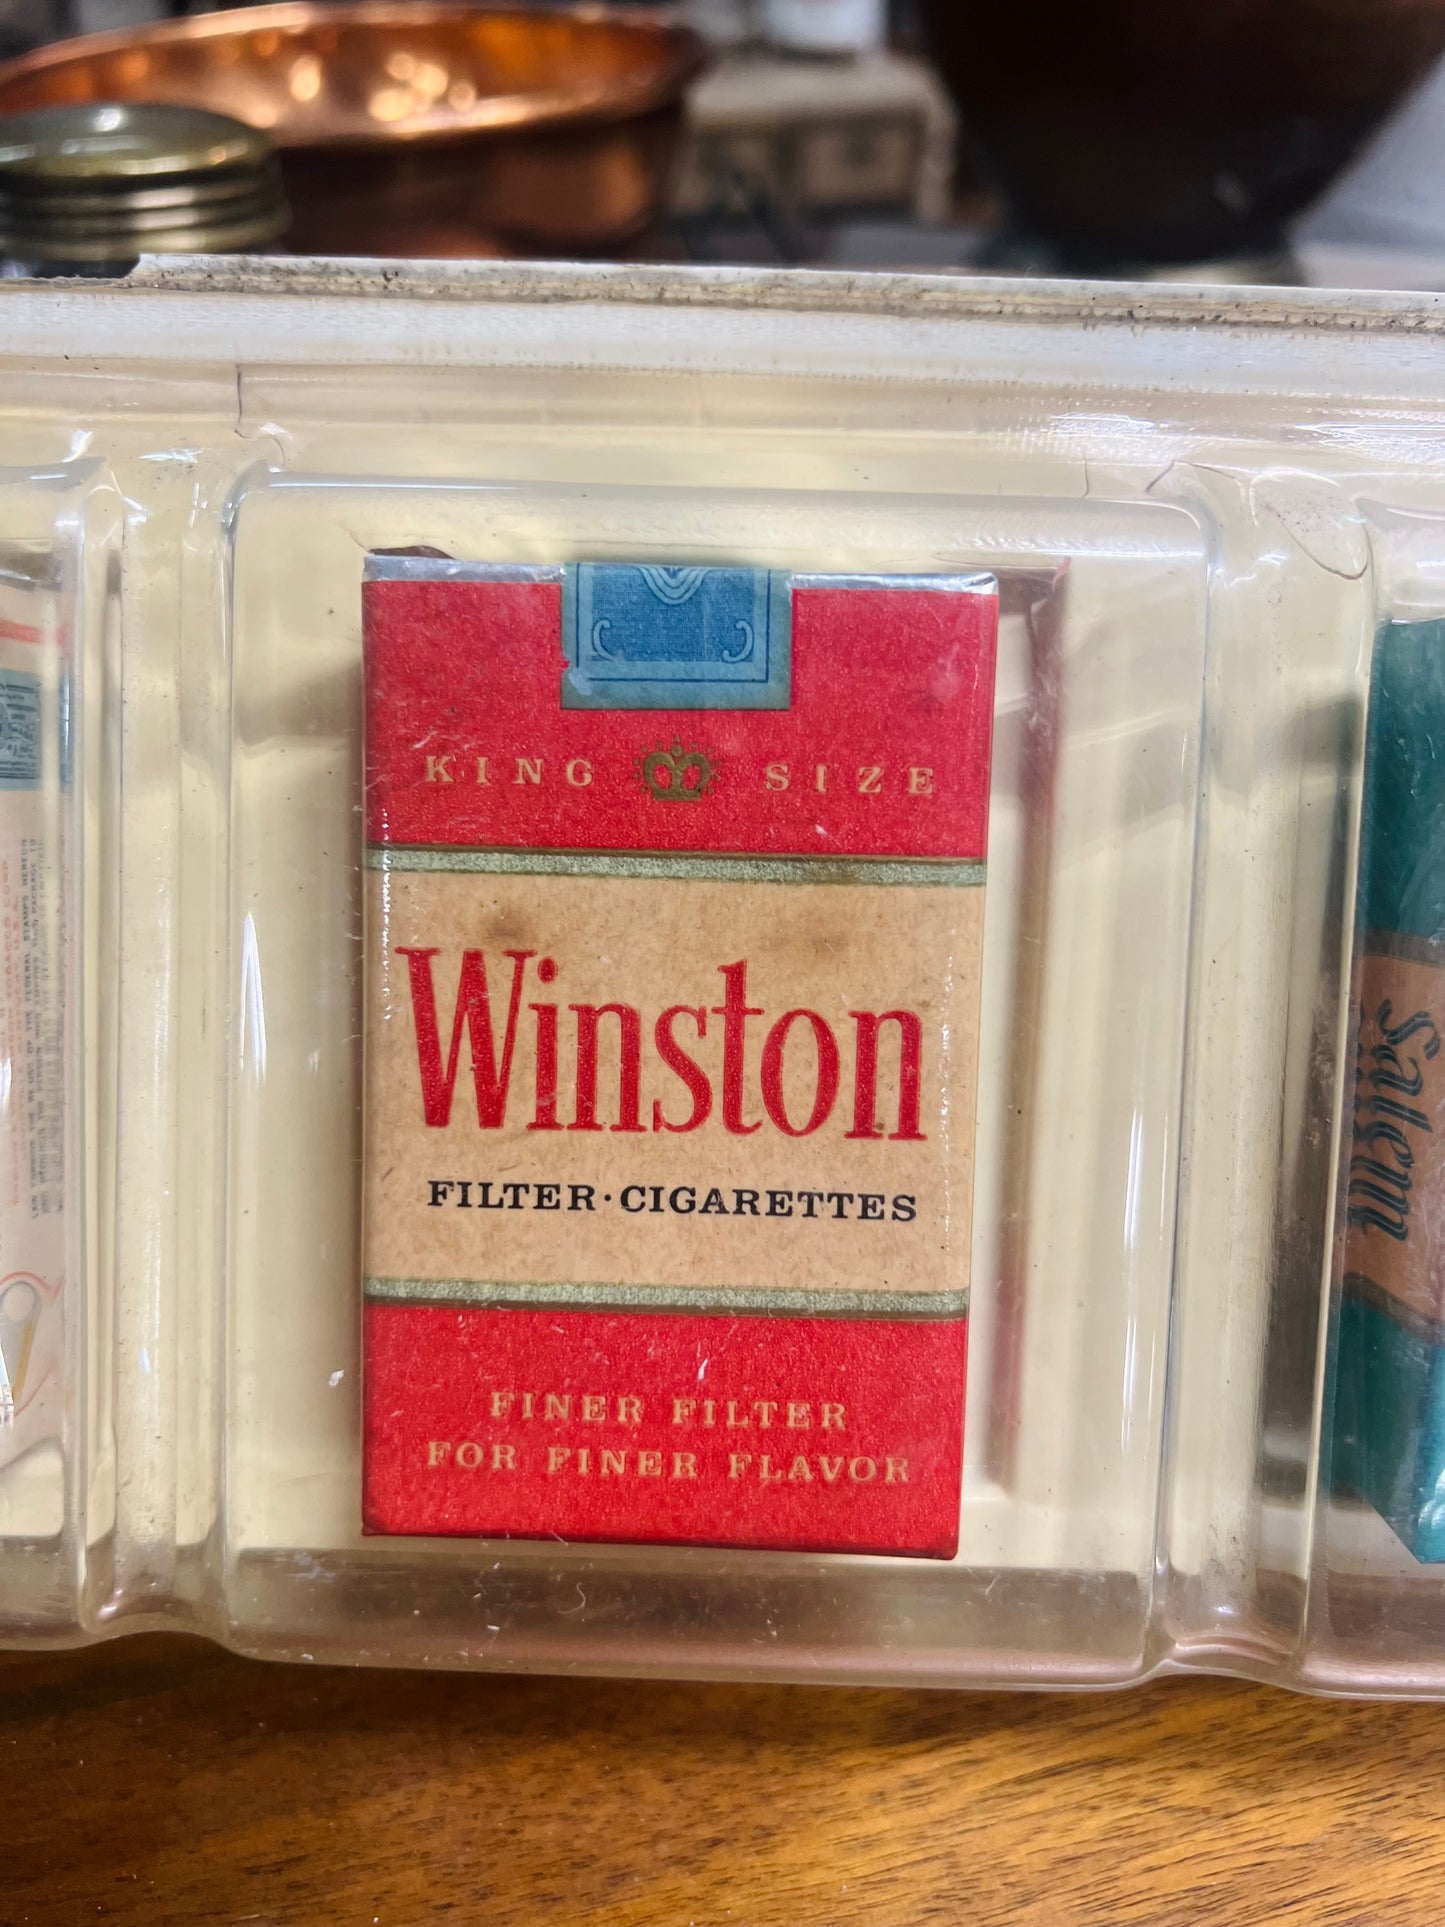 KING SIZE
Winston
FILTER·CIGARETTES
FINER FILTER
FOR FINER FLAVOR
Salem